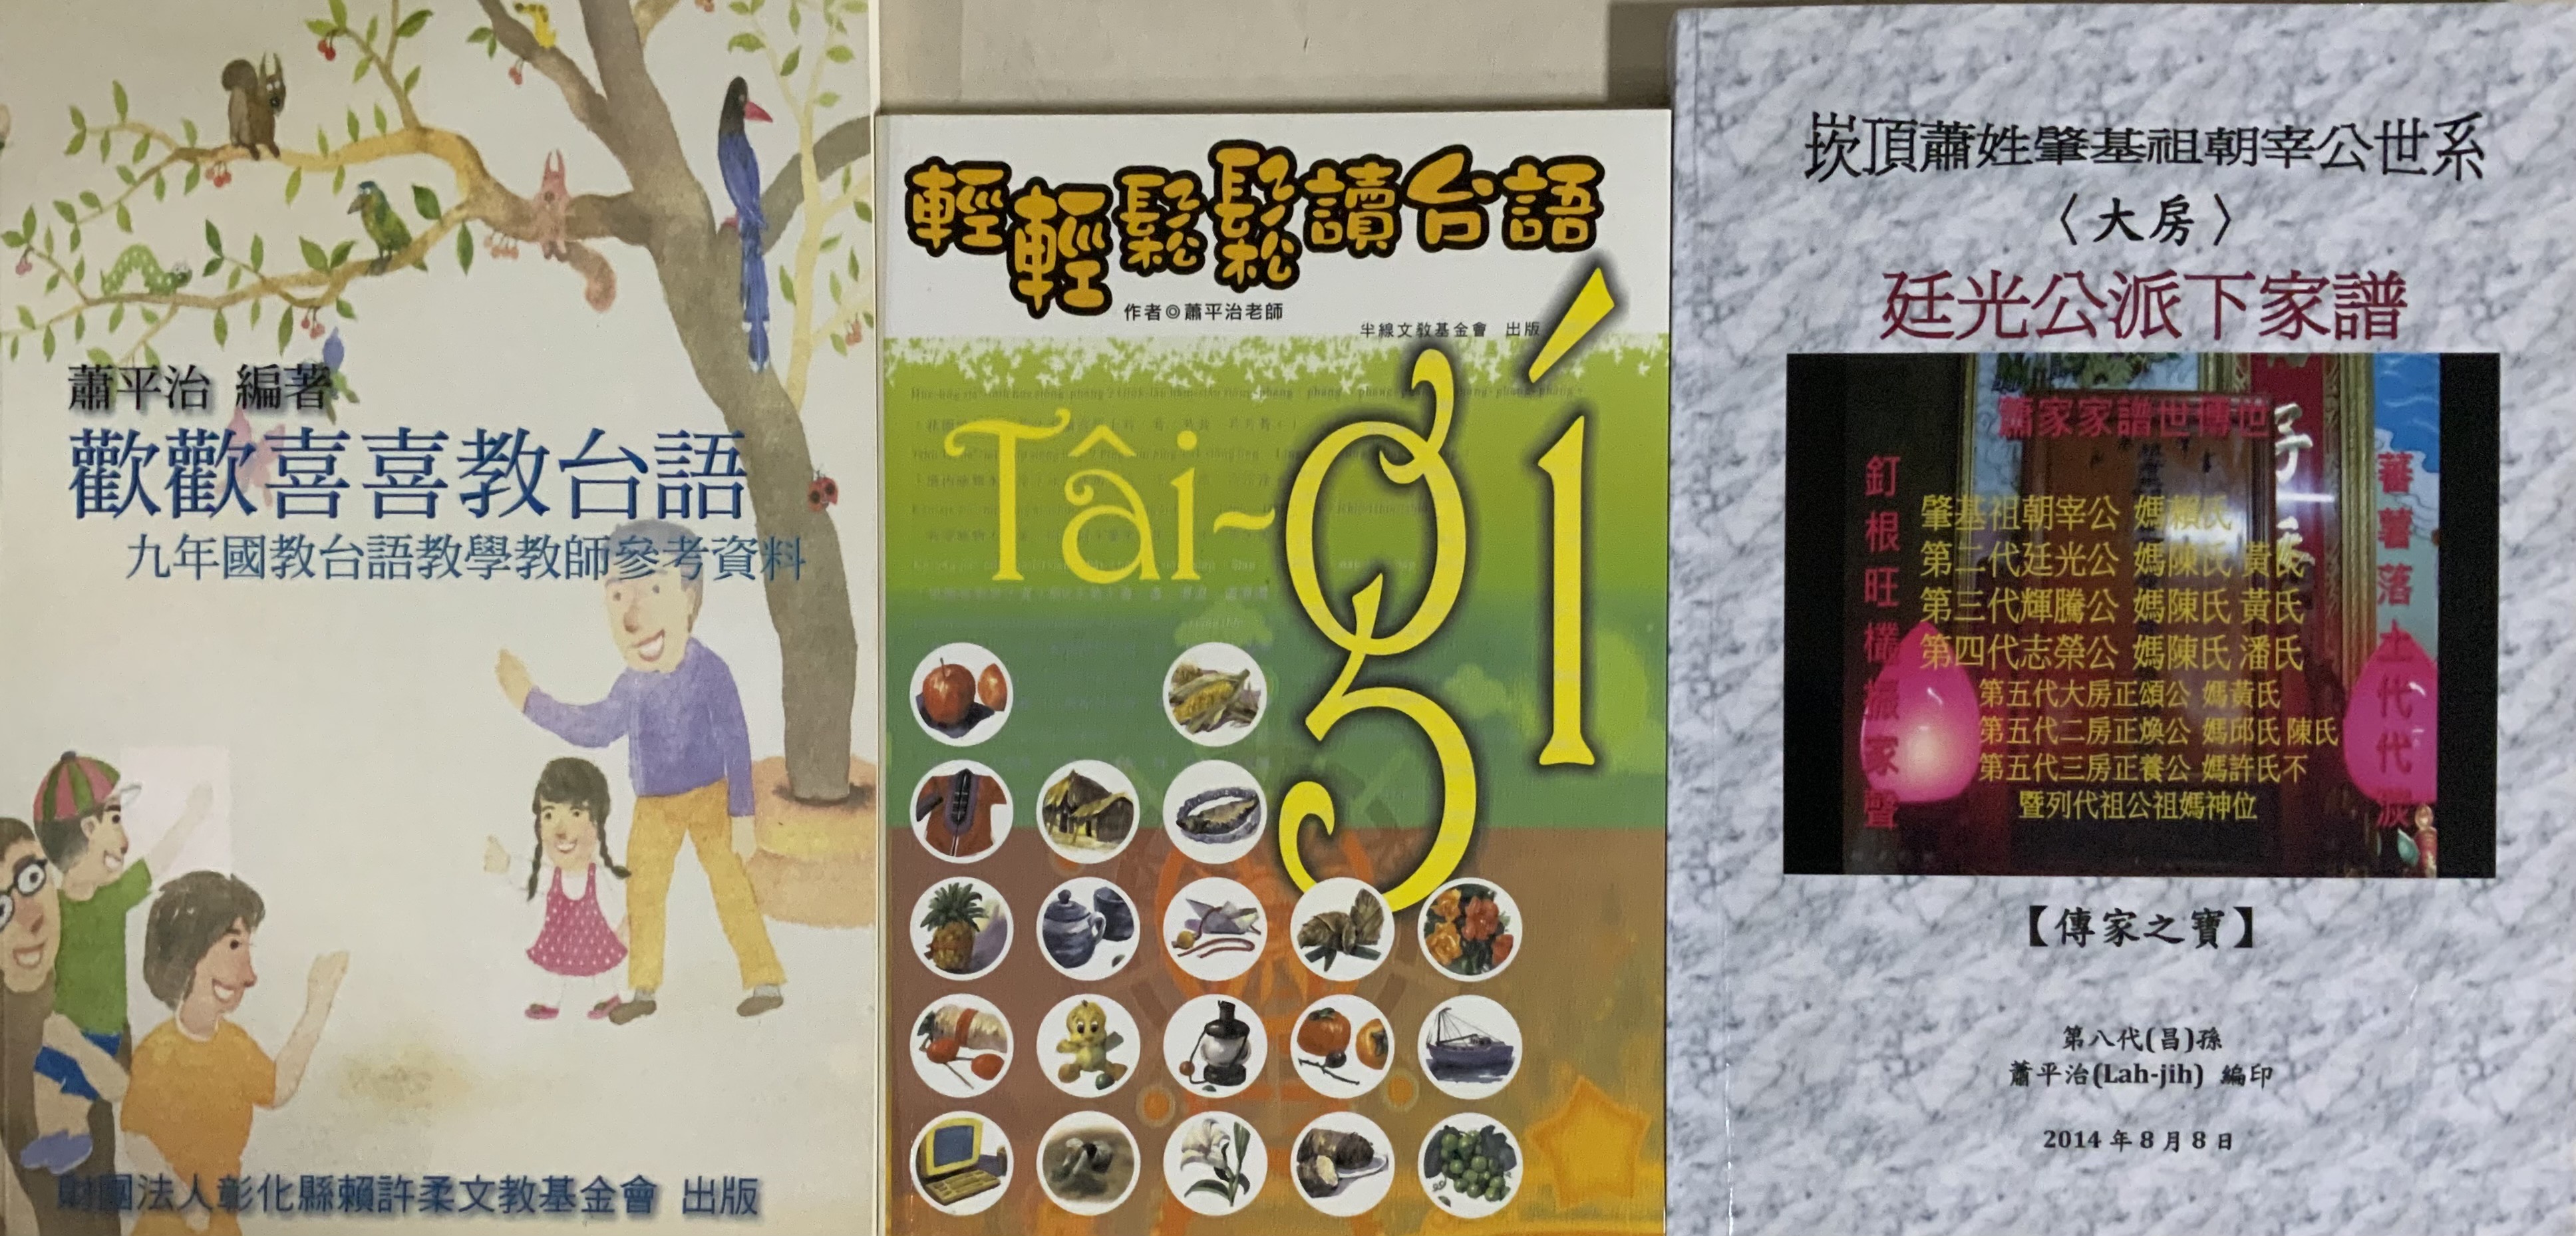 蕭平治 編著
歡歡喜喜教台語
九年國教台語教學教師參考資料
財團法人彰化縣賴許柔文教基金會 出版
輕輕鬆鬆讀台語
作者◎蕭平治老師
半線文教基金會 出版
Tâi-gí
崁頂蕭姓肇基祖朝宰公世系
〈大房〉
廷光公派下家譜
蕭家家譜世傳世
釘根旺欉振家聲
肇基祖朝宰公 媽賴氏
第二代廷光公 媽陳氏 黃氏
第三代輝騰公 媽陳氏 黃氏
第四代志榮公 媽陳氏 潘氏
第五代大房正頌公 媽黃氏
第五代二房正煥公 媽邱氏 陳氏
第五代三房正養公 媽許氏不
暨列代祖公祖媽神位
蕃薯落土代代湠
【傳家之寶】
第八代(昌)孫
蕭平治(Lah-jih) 編印
2014 年 8 月 8 日